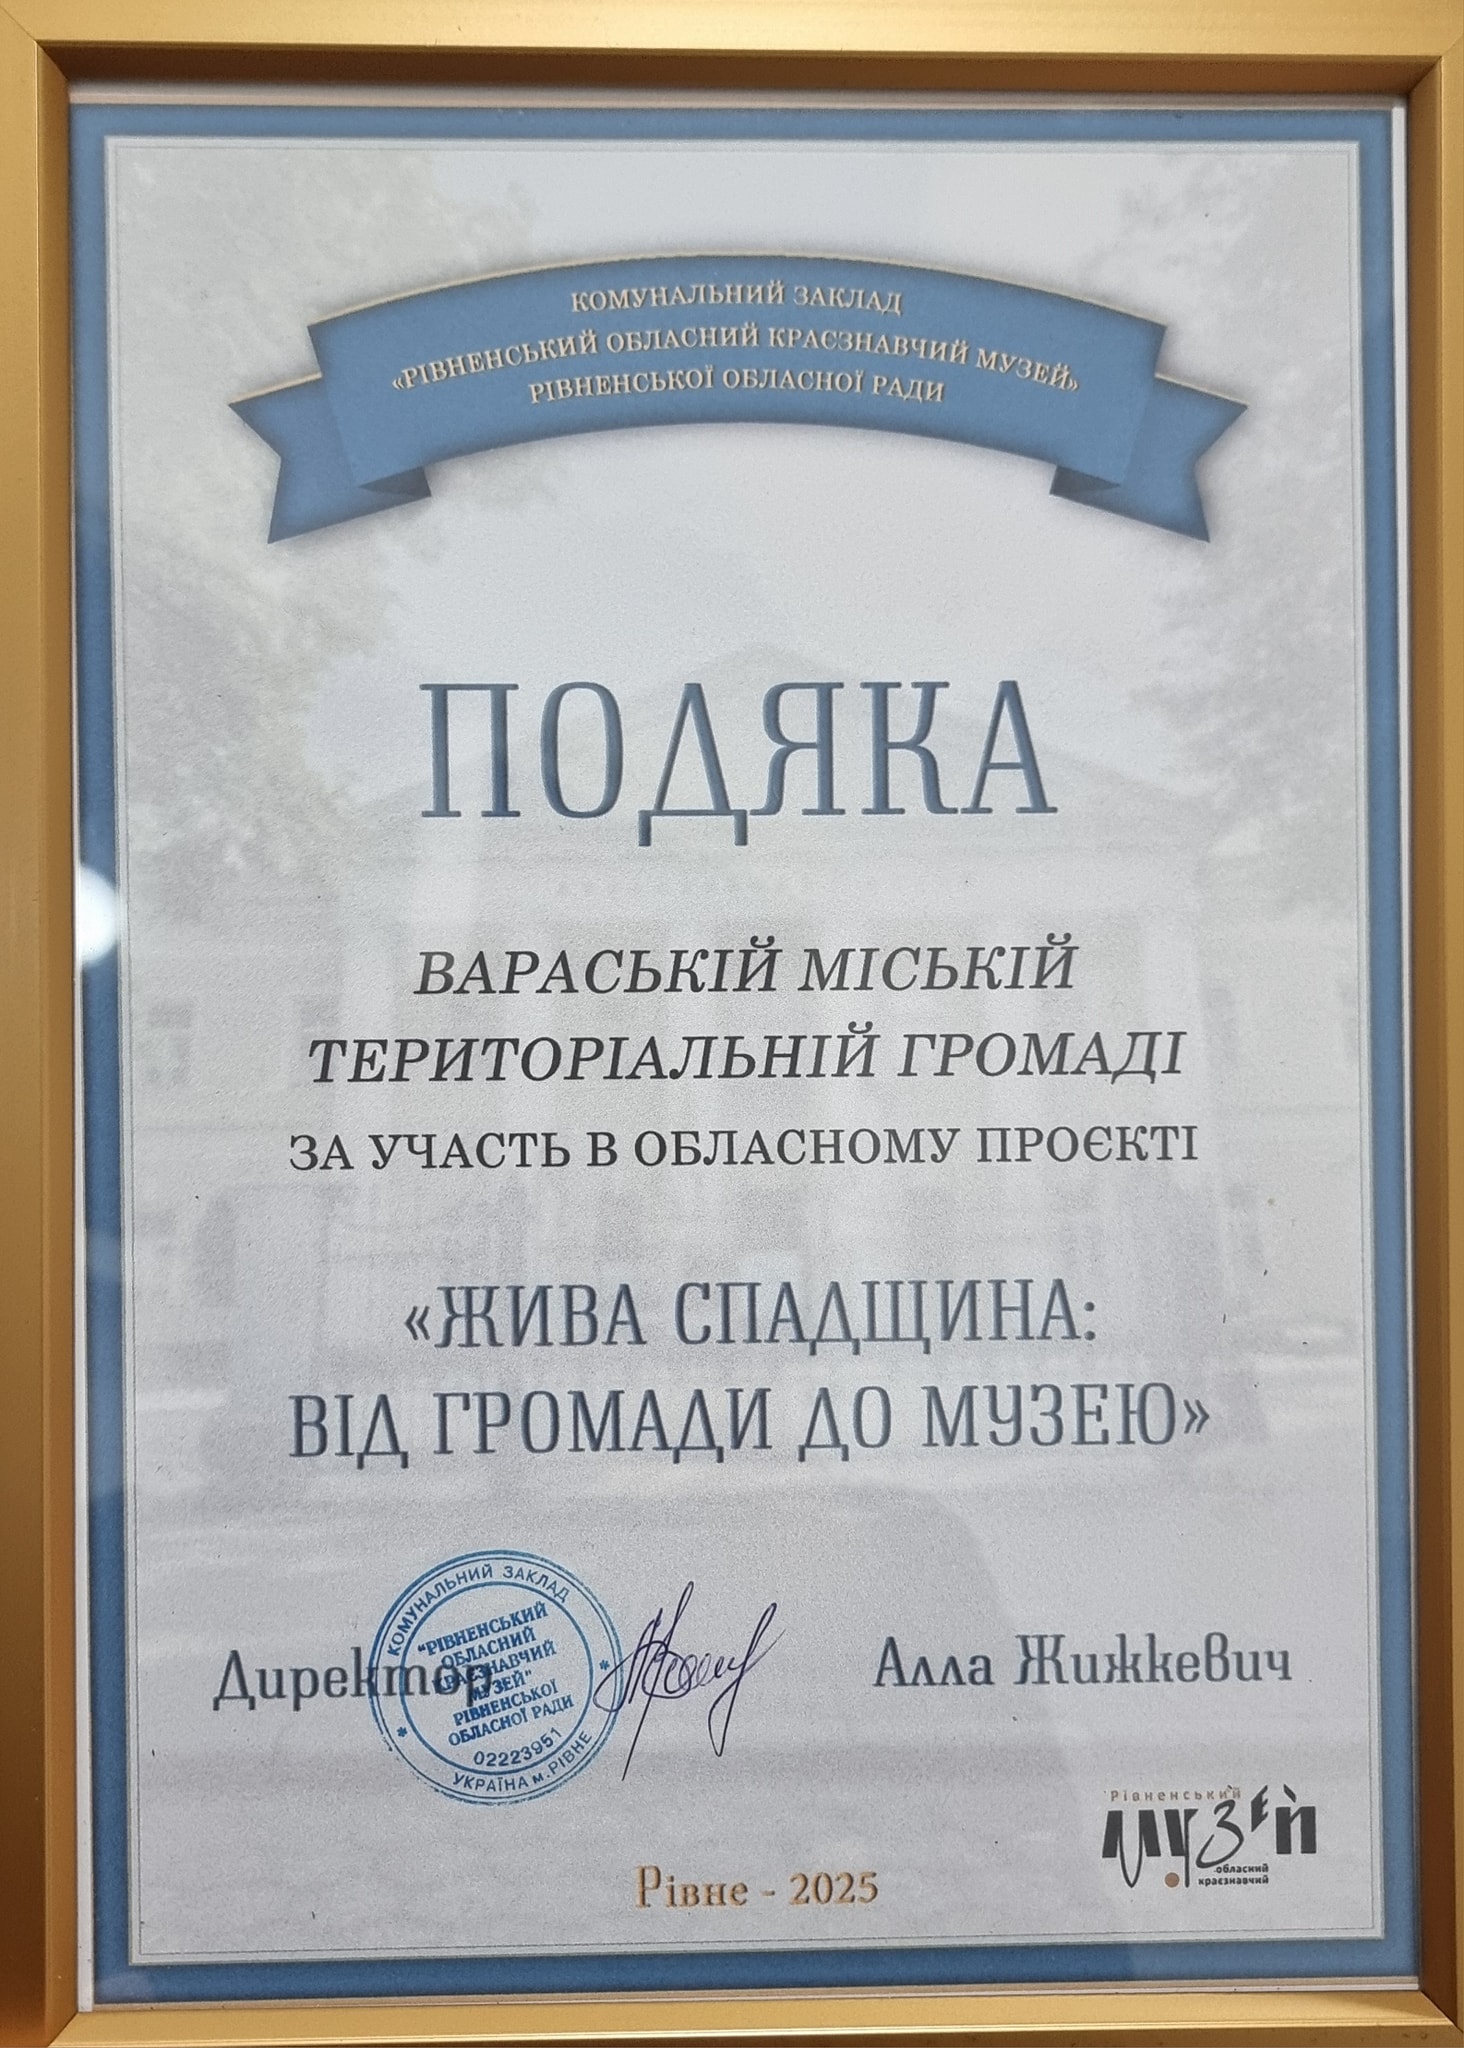 КОМУНАЛЬНИЙ ЗАКЛАД
«РІВНЕНСЬКИЙ ОБЛАСНИЙ КРАЄЗНАВЧИЙ МУЗЕЙ»
РІВНЕНСЬКОЇ ОБЛАСНОЇ РАДИ
ПОДЯКА
ВАРАСЬКІЙ МІСЬКІЙ
ТЕРИТОРІАЛЬНІЙ ГРОМАДІ
ЗА УЧАСТЬ В ОБЛАСНОМУ ПРОЄКТІ
«ЖИВА СПАДЩИНА:
ВІД ГРОМАДИ ДО МУЗЕЮ»
Директор
Алла Жижкевич
КОМУНАЛЬНИЙ ЗАКЛАД
"РІВНЕНСЬКИЙ
ОБЛАСНИЙ
КРАЄЗНАВЧИЙ
МУЗЕЙ"
РІВНЕНСЬКОЇ
ОБЛАСНОЇ РАДИ
02223951
УКРАЇНА м.РІВНЕ
Рівненський
музей
обласний
краєзнавчий
Рівне - 2025